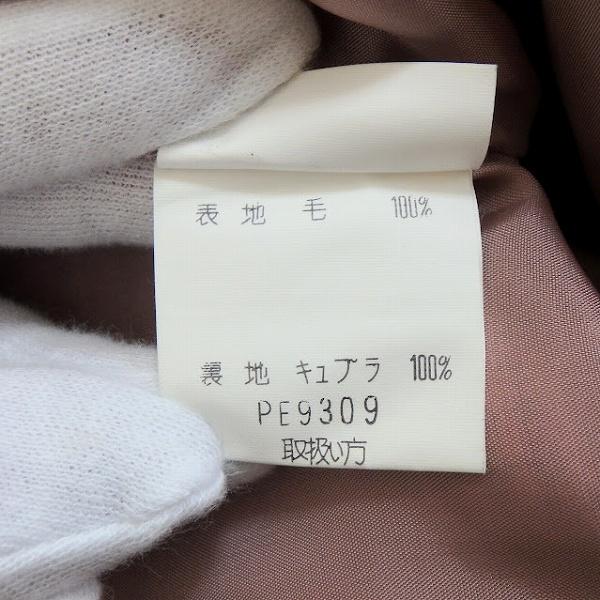 表地 毛 100%
裏地 キュプラ 100%
PE9309
取扱い方